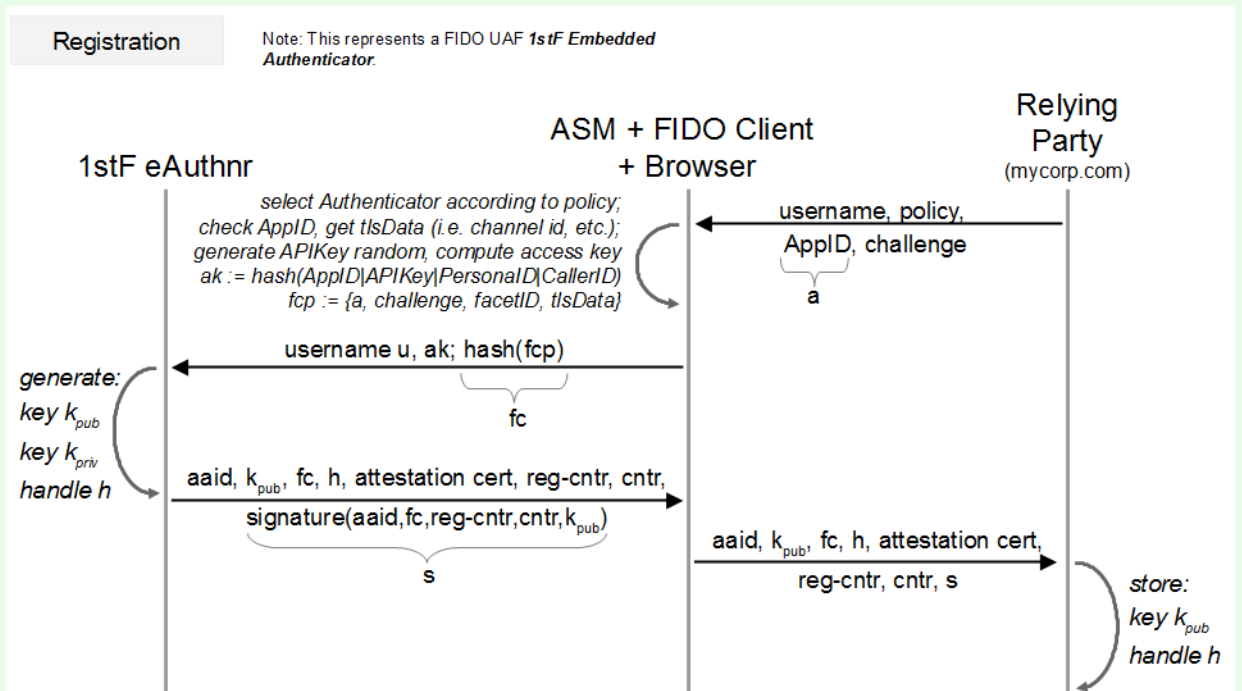 Registration
Note: This represents a FIDO UAF 1stF Embedded
Authenticator.
Relying
Party
(mycorp.com)
ASM + FIDO Client
+ Browser
1stF eAuthnr
select Authenticator according to policy;
check AppID, get tlsData (i.e. channel id, etc.);
generate APIKey random, compute access key
ak := hash(AppID|APIKey|PersonaID|CallerID)
fcp := {a, challenge, facetID, tlsData}
username, policy,
AppID, challenge
a
username u, ak; hash(fcp)
fc
generate:
key kpub
key kpriv
handle h
aaid, kpub, fc, h, attestation cert, reg-cntr, cntr,
signature(aaid,fc,reg-cntr,cntr,kpub)
s
aaid, kpub, fc, h, attestation cert,
reg-cntr, cntr, s
store:
key kpub
handle h